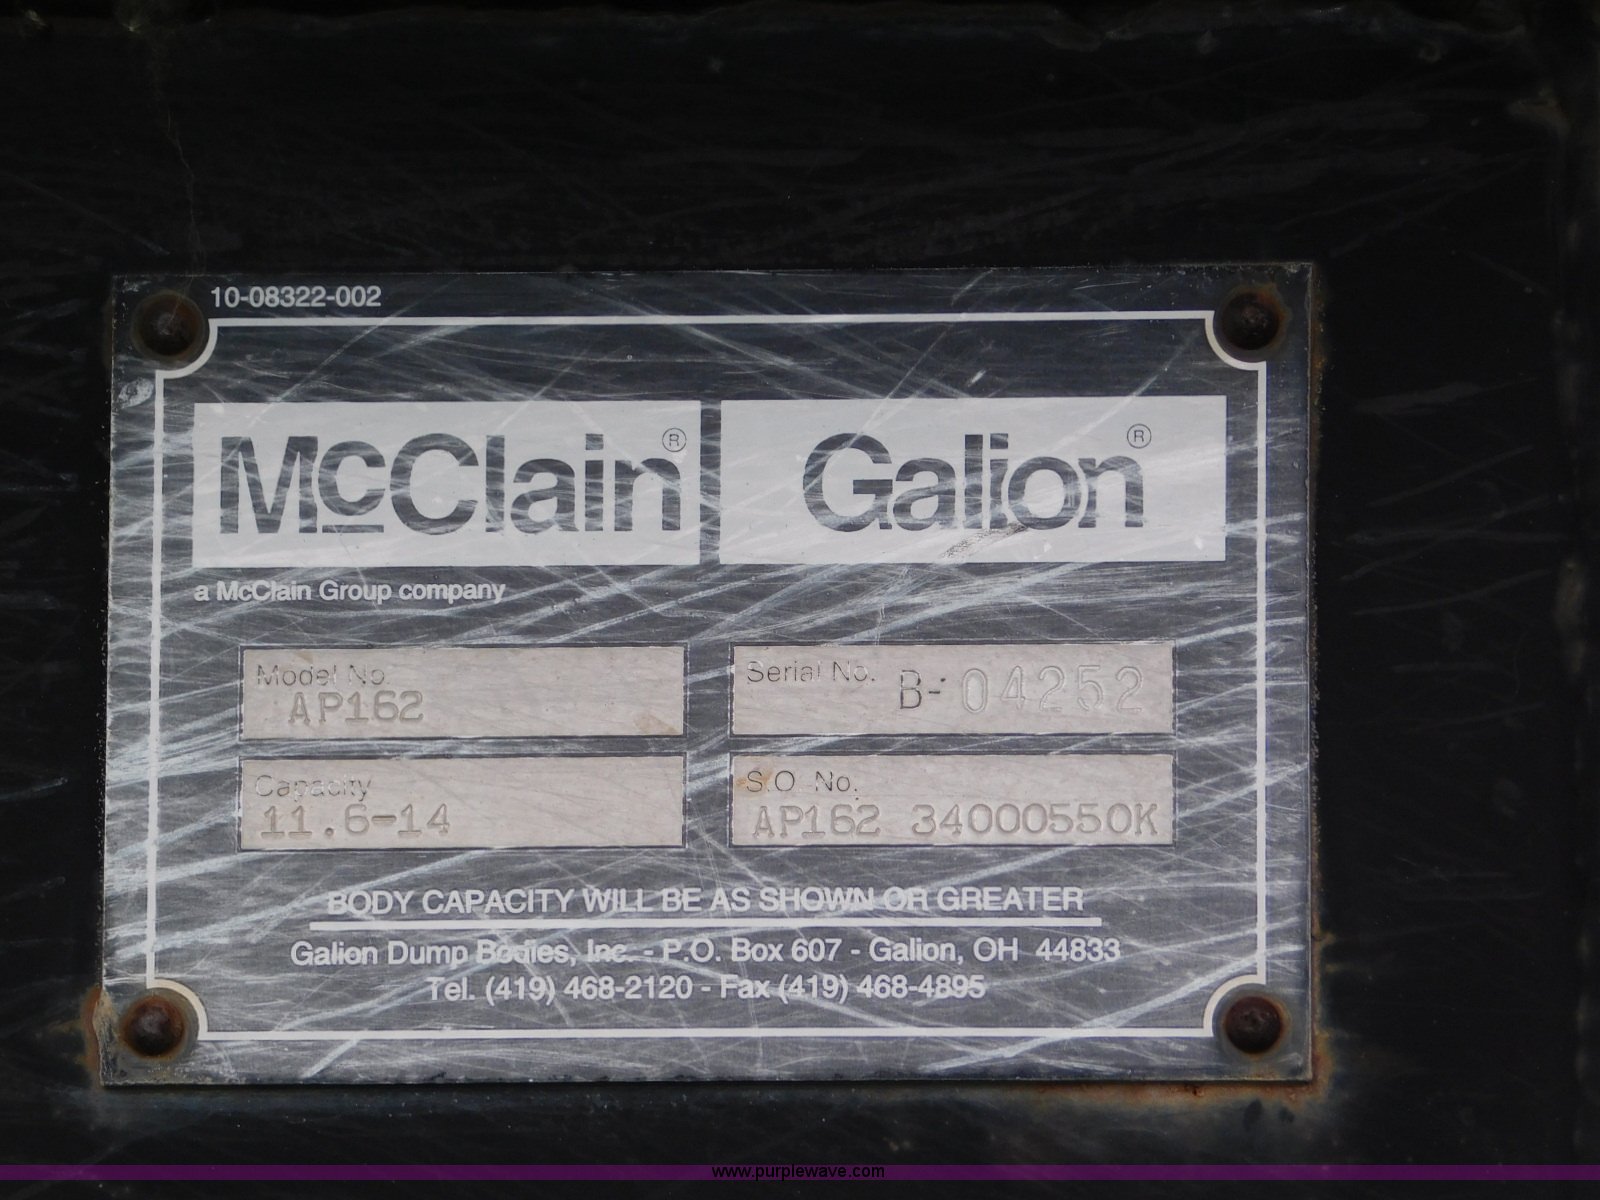 10-08322-002
McClain® Galion®
a McClain Group company
Model No. AP162
Serial No. B-04252
Capacity 11.6-14
S.O. No. AP162 34000550K
BODY CAPACITY WILL BE AS SHOWN OR GREATER
Galion Dump Bodies, Inc. - P.O. Box 607 - Galion, OH 44833
Tel. (419) 468-2120 - Fax (419) 468-4895
www.purplewave.com